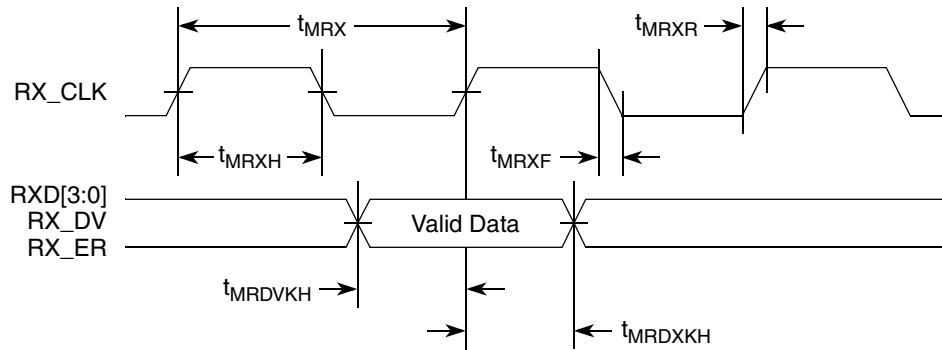 tMRX
tMRXR
RX_CLK
tMRXH
tMRXF
RXD[3:0]
RX_DV
RX_ER
Valid Data
tMRDVKH
tMRDXKH